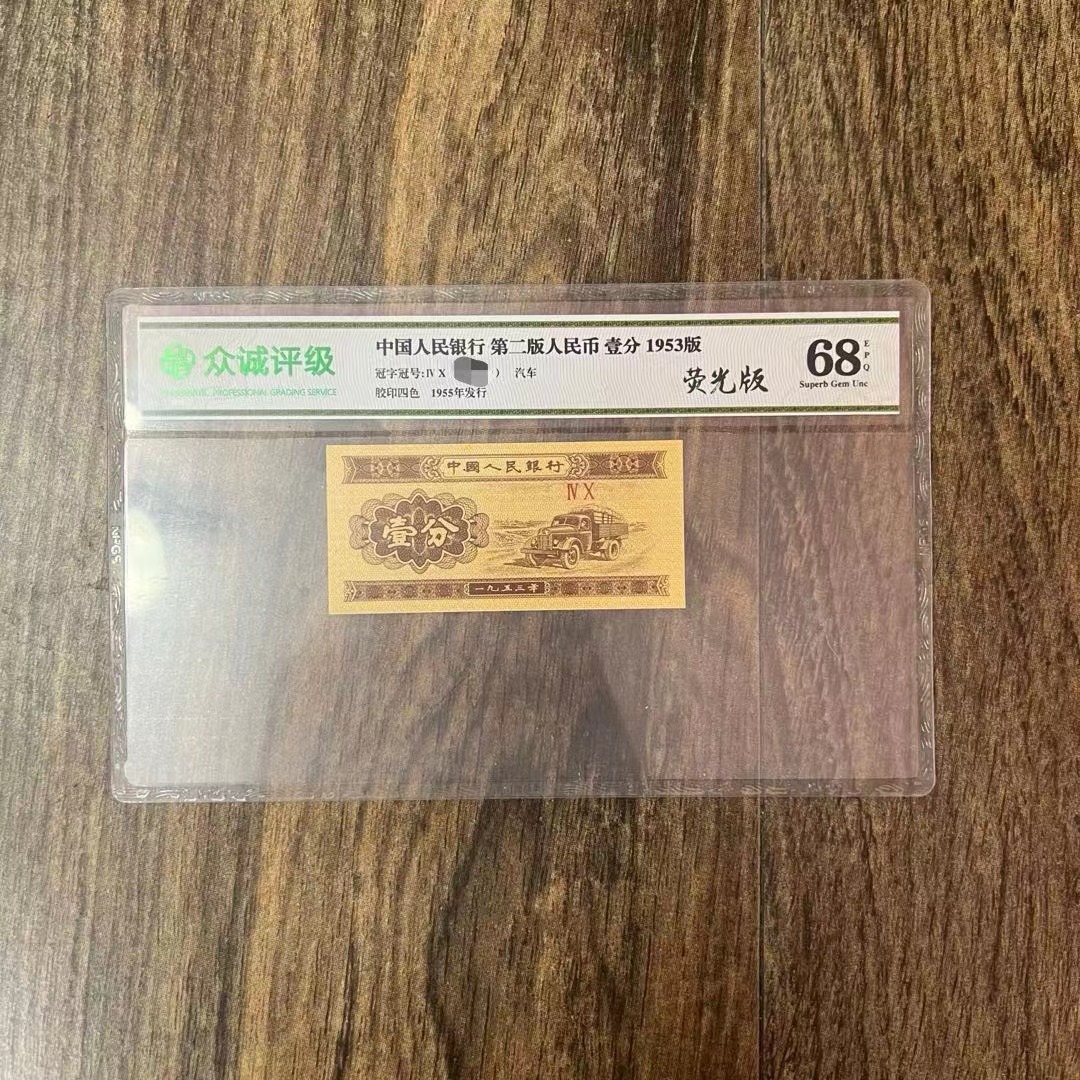 众诚评级
PROFESSIONAL GRADING SERVICE
中国人民银行 第二版人民币 壹分 1953版
冠字冠号:ⅣⅩ ） 汽车
胶印四色 1955年发行
荧光版
68
EPQ
Superb Gem Unc
中國人民銀行
ⅣⅩ
壹分
一九五三年